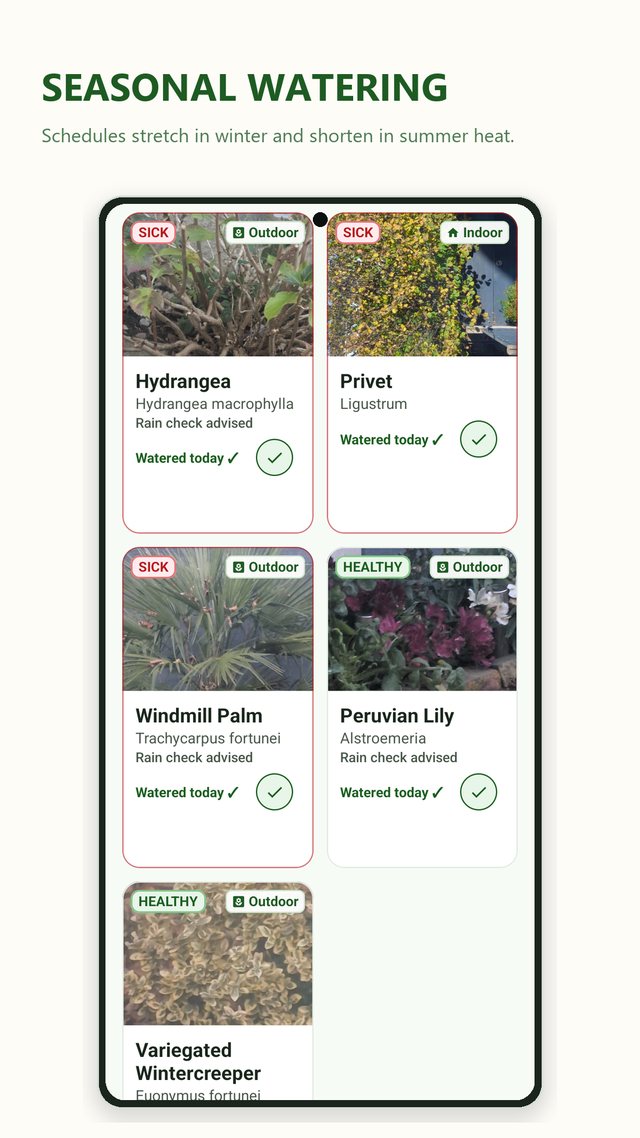 SEASONAL WATERING
Schedules stretch in winter and shorten in summer heat.
SICK
Outdoor
Hydrangea
Hydrangea macrophylla
Rain check advised
Watered today ✓
SICK
Indoor
Privet
Ligustrum
Watered today ✓
SICK
Outdoor
Windmill Palm
Trachycarpus fortunei
Rain check advised
Watered today ✓
HEALTHY
Outdoor
Peruvian Lily
Alstroemeria
Rain check advised
Watered today ✓
HEALTHY
Outdoor
Variegated
Wintercreeper
Euonymus fortunei